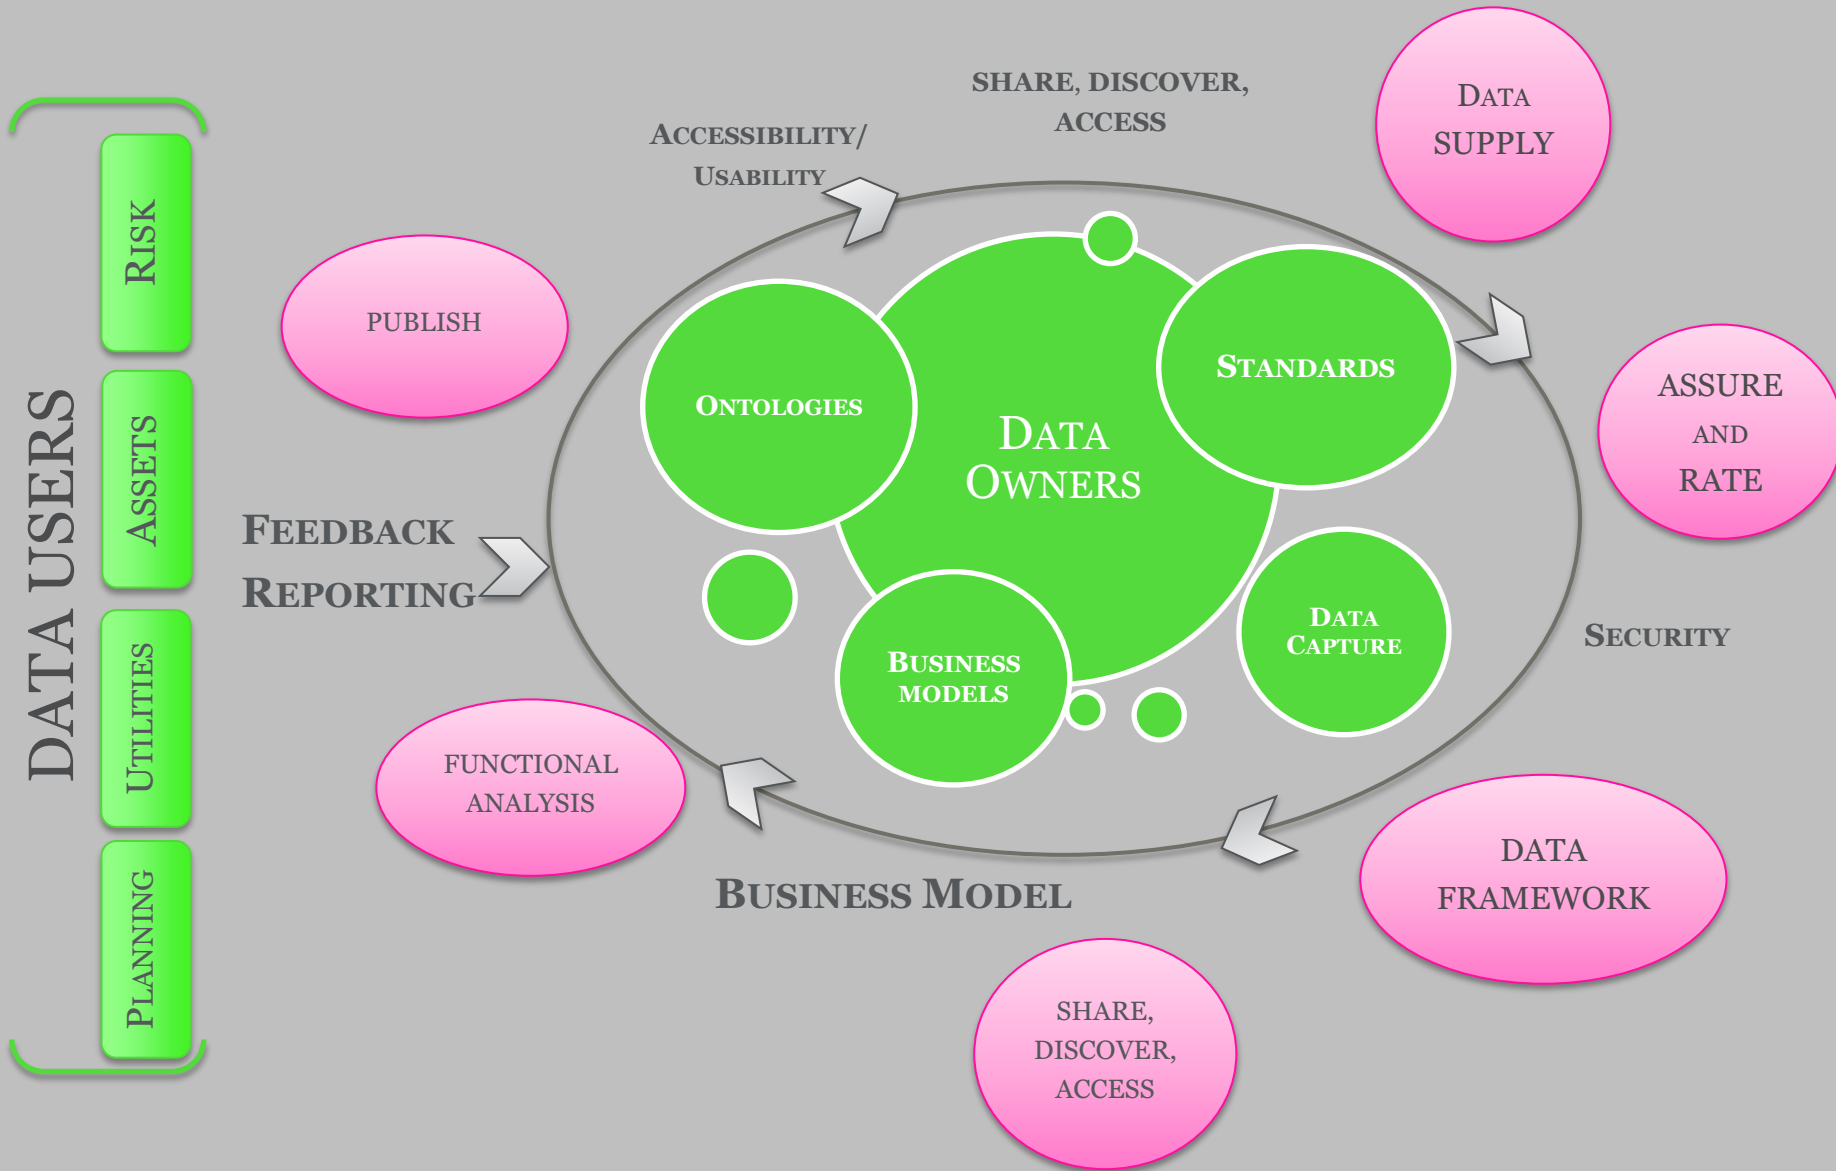 DATA USERS
RISK
ASSETS
UTILITIES
PLANNING
FEEDBACK
REPORTING
ACCESSIBILITY/
USABILITY
SHARE, DISCOVER,
ACCESS
DATA
SUPPLY
PUBLISH
ONTOLOGIES
DATA
OWNERS
STANDARDS
ASSURE
AND
RATE
BUSINESS
MODELS
DATA
CAPTURE
SECURITY
FUNCTIONAL
ANALYSIS
BUSINESS MODEL
DATA
FRAMEWORK
SHARE,
DISCOVER,
ACCESS